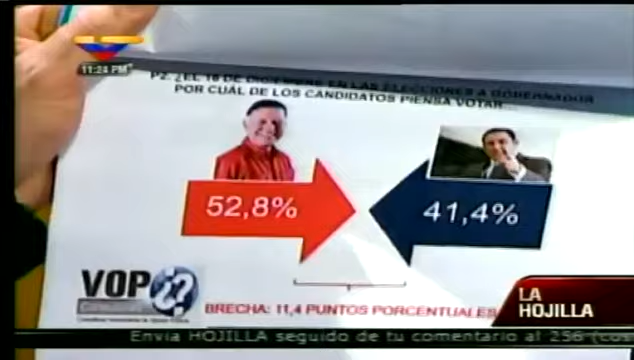 11:24 PM
P2. ¿EL 16 DE DICIEMBRE EN LAS ELECCIONES A GOBERNADOR
POR CUÁL DE LOS CANDIDATOS PIENSA VOTAR...
52,8%
41,4%
VOP
BRECHA: 11,4 PUNTOS PORCENTUALES
LA
HOJILLA
Envia HOJILLA seguido de tu comentario al 256 (cos